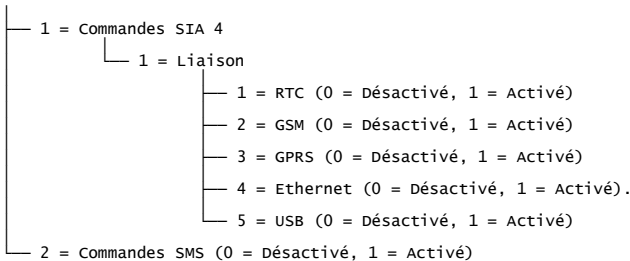 1 = Commandes SIA 4
1 = Liaison
1 = RTC (0 = Désactivé, 1 = Activé)
2 = GSM (0 = Désactivé, 1 = Activé)
3 = GPRS (0 = Désactivé, 1 = Activé)
4 = Ethernet (0 = Désactivé, 1 = Activé).
5 = USB (0 = Désactivé, 1 = Activé)
2 = Commandes SMS (0 = Désactivé, 1 = Activé)